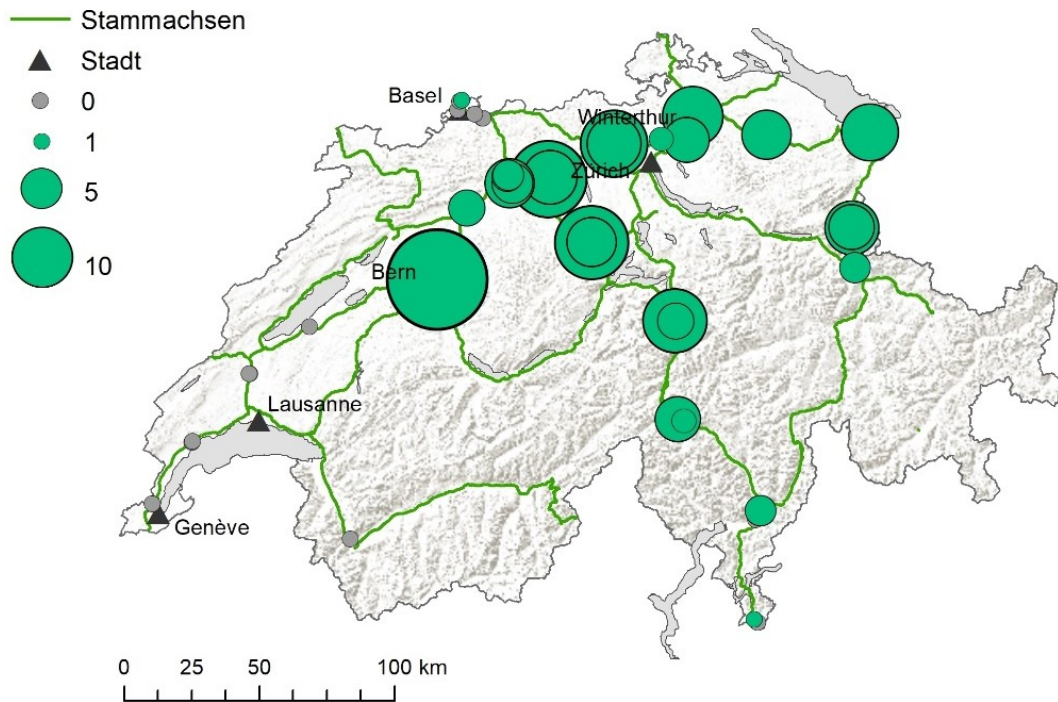 Stammachsen
Stadt
0
1
5
10
Basel
Winterthur
Zürich
Bern
Lausanne
Genève
0 25 50 100 km